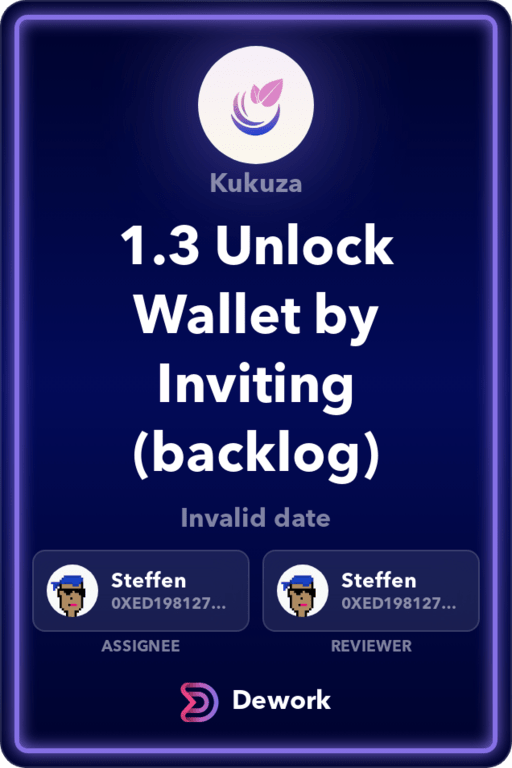 Kukuza
1.3 Unlock
Wallet by
Inviting
(backlog)
Invalid date
Steffen
0XED198127...
ASSIGNEE
Steffen
0XED198127...
REVIEWER
Dework